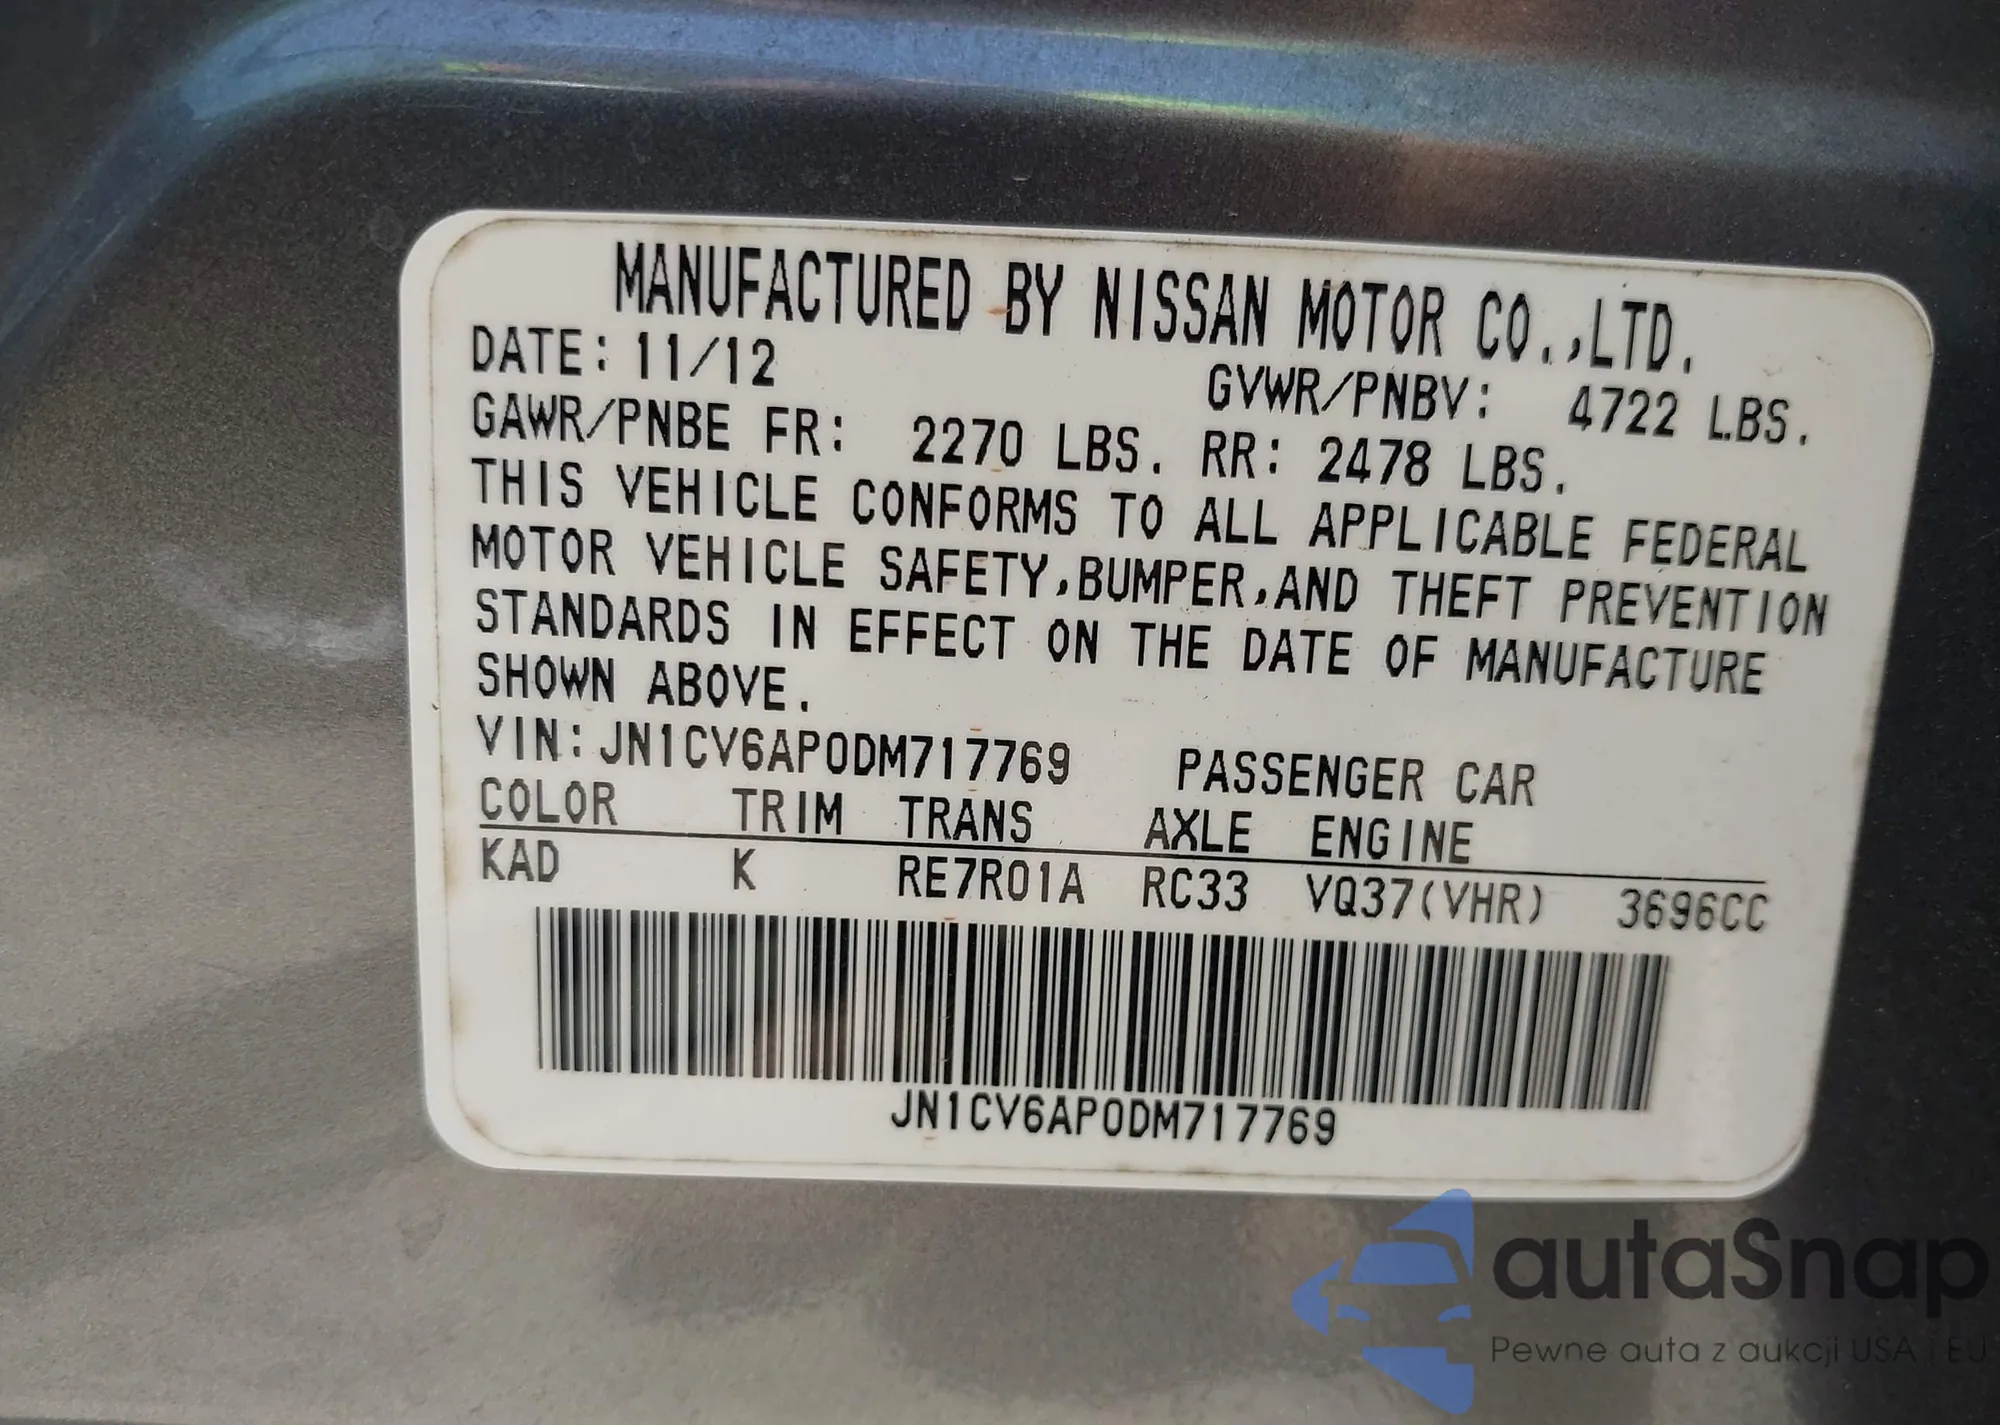 MANUFACTURED BY NISSAN MOTOR CO.,LTD.
DATE: 11/12 GVWR/PNBV: 4722 LBS.
GAWR/PNBE FR: 2270 LBS. RR: 2478 LBS.
THIS VEHICLE CONFORMS TO ALL APPLICABLE FEDERAL
MOTOR VEHICLE SAFETY,BUMPER,AND THEFT PREVENTION
STANDARDS IN EFFECT ON THE DATE OF MANUFACTURE
SHOWN ABOVE.
VIN:JN1CV6AP0DM717769 PASSENGER CAR
COLOR TRIM TRANS AXLE ENGINE
KAD K RE7R01A RC33 VQ37(VHR) 3696CC
JN1CV6AP0DM717769
autaSnap
Pewne auta z aukcji USA i EU